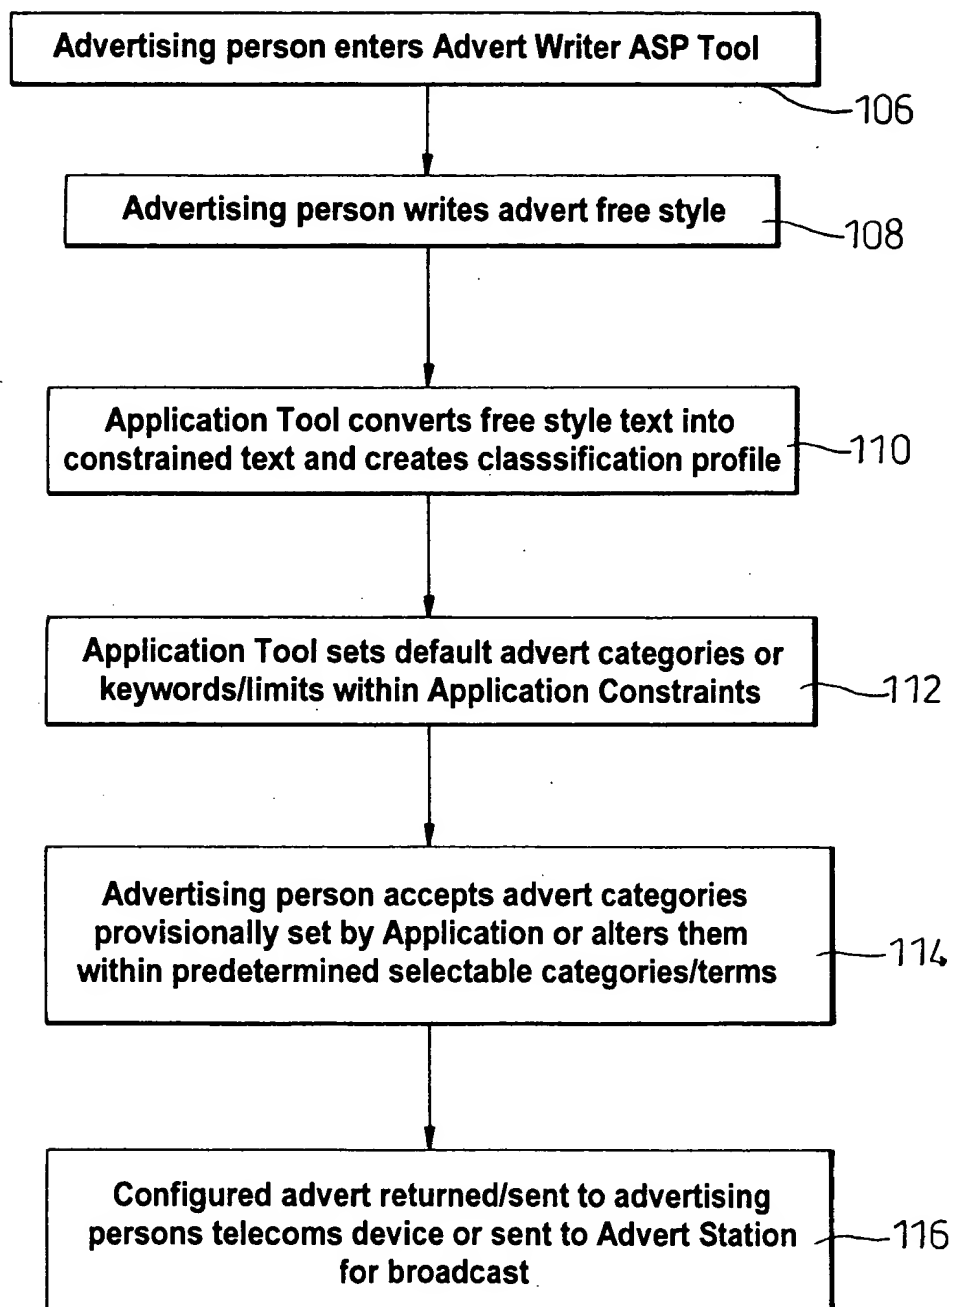 Advertising person enters Advert Writer ASP Tool
106
Advertising person writes advert free style
108
Application Tool converts free style text into
constrained text and creates classsification profile
110
Application Tool sets default advert categories or
keywords/limits within Application Constraints
112
Advertising person accepts advert categories
provisionally set by Application or alters them
within predetermined selectable categories/terms
114
Configured advert returned/sent to advertising
persons telecoms device or sent to Advert Station
for broadcast
116